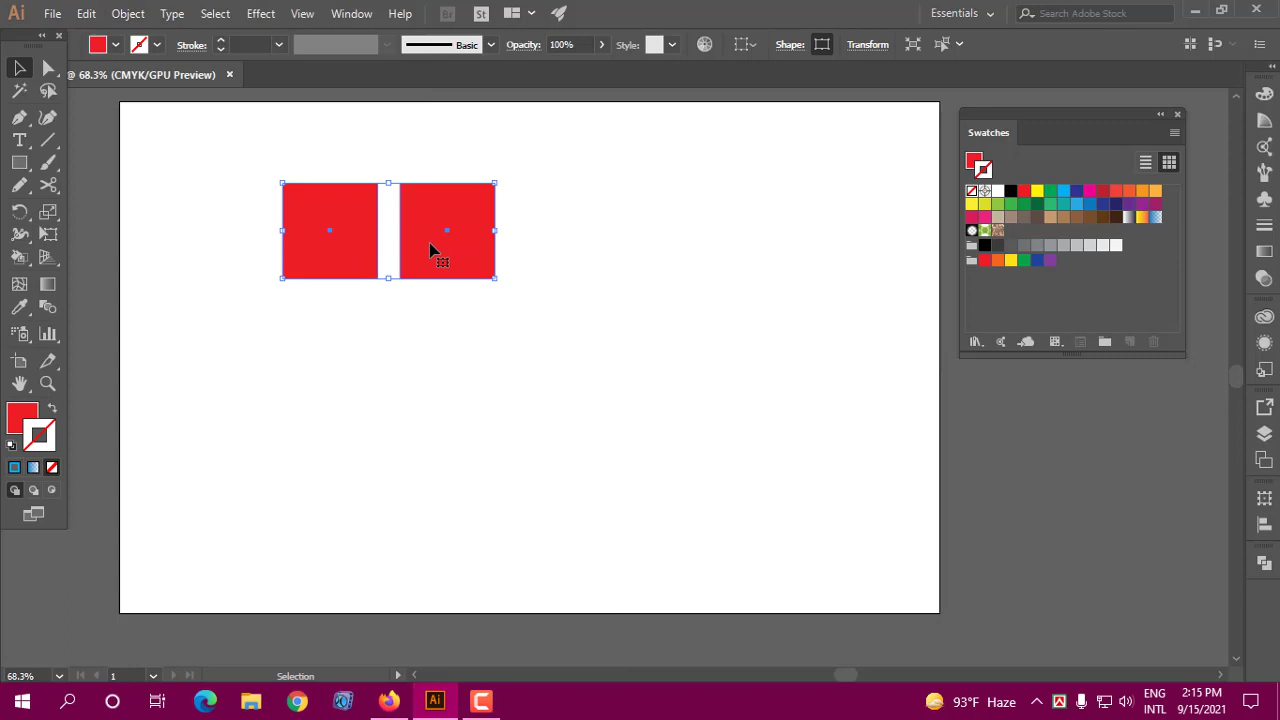 Ai File Edit Object Type Select Effect View Window Help Br St Essentials Search Adobe Stock
Stroke: Basic Opacity: 100% Style: Shape: Transform
@ 68.3% (CMYK/GPU Preview) ×
Swatches
T
68.3% 1 Selection
Ai 93°F Haze ENG INTL 2:15 PM 9/15/2021